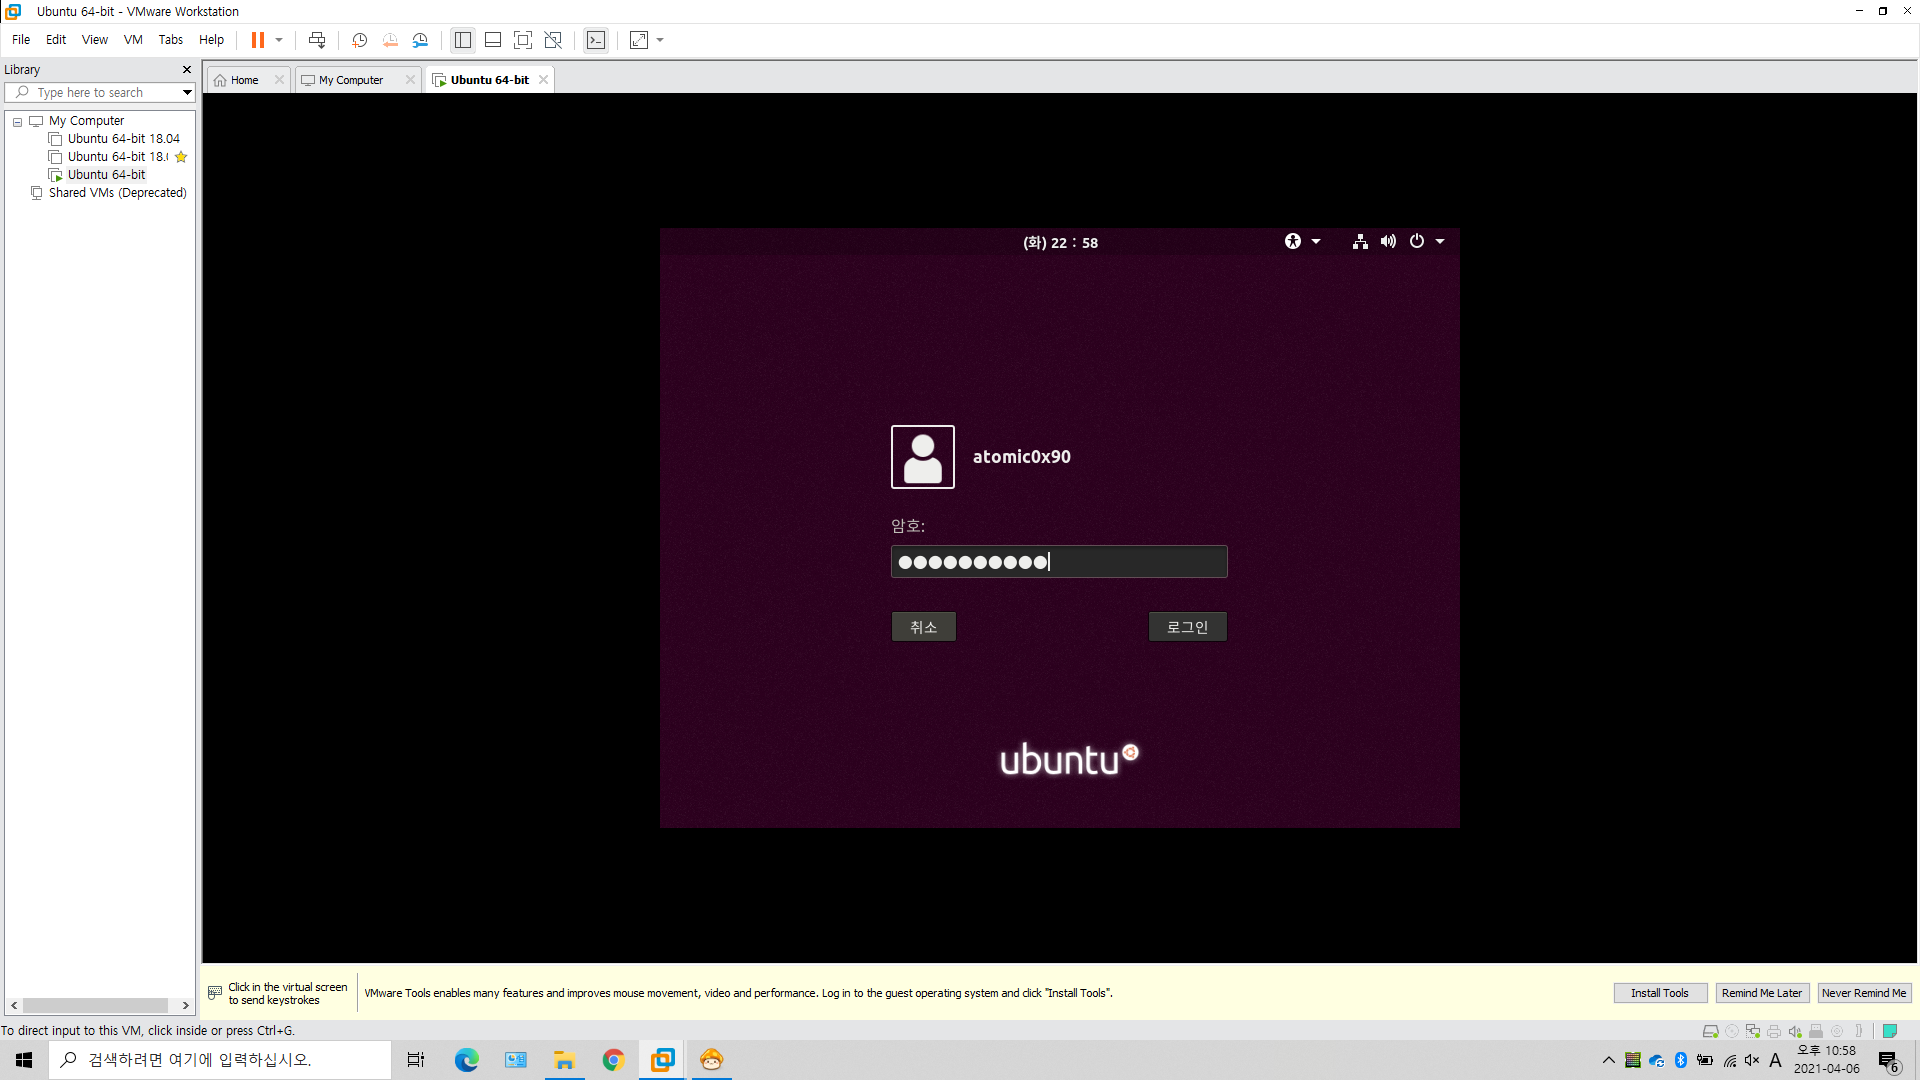 Ubuntu 64-bit - VMware Workstation
File Edit View VM Tabs Help
Library
Type here to search
My Computer
Ubuntu 64-bit 18.04
Ubuntu 64-bit 18.
Ubuntu 64-bit
Shared VMs (Deprecated)
Home
My Computer
Ubuntu 64-bit
(화) 22 : 58
atomic0x90
암호:
취소
로그인
ubuntu
Click in the virtual screen
to send keystrokes
VMware Tools enables many features and improves mouse movement, video and performance. Log in to the guest operating system and click "Install Tools".
Install Tools
Remind Me Later
Never Remind Me
To direct input to this VM, click inside or press Ctrl+G.
검색하려면 여기에 입력하십시오.
A
오후 10:58
2021-04-06
6